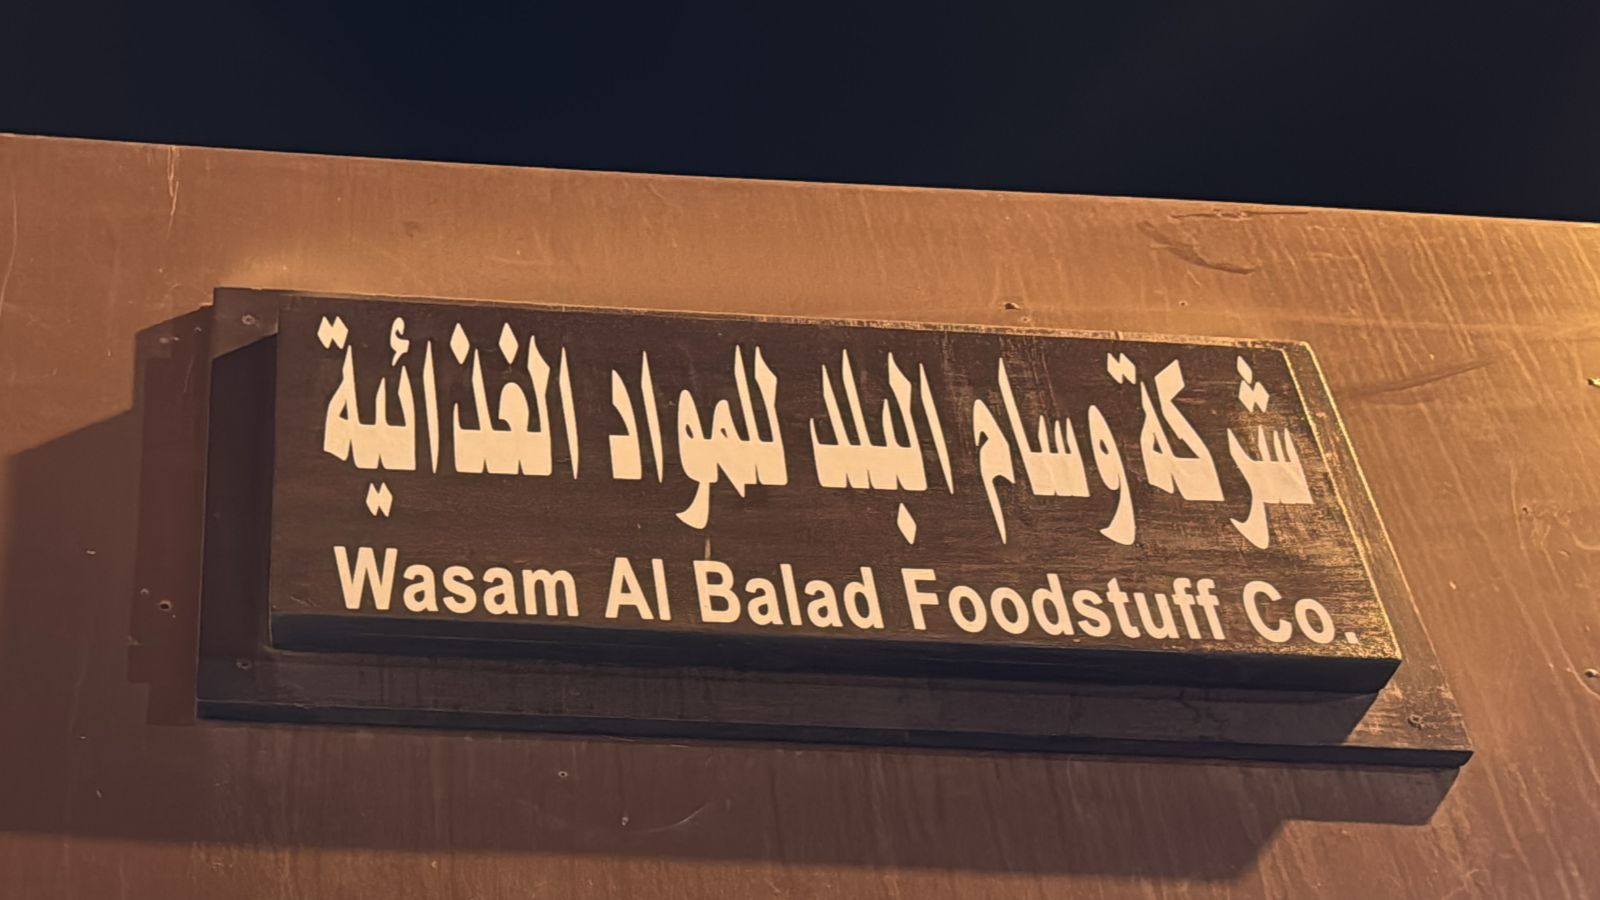 شركة وسام البلد للمواد الغذائية
Wasam Al Balad Foodstuff Co.